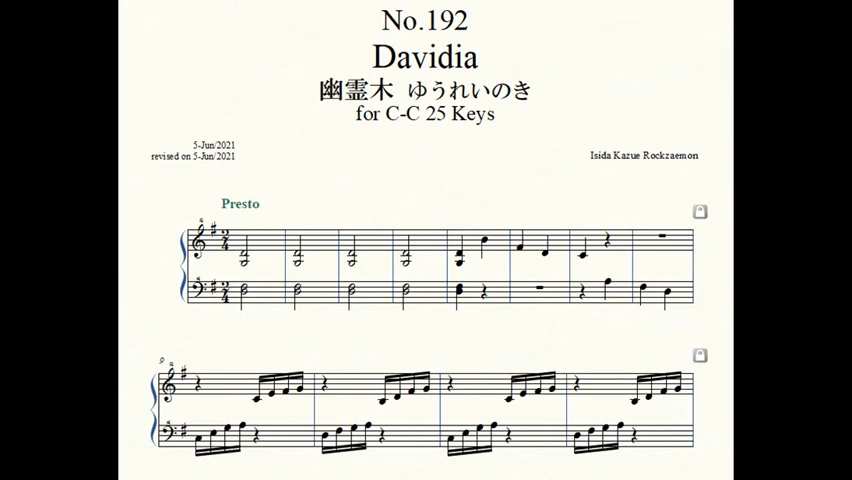 No.192
Davidia
幽霊木 ゆうれいのき
for C-C 25 Keys
5-Jun/2021
revised on 5-Jun/2021
Isida Kazue Rockzaemon
Presto
9